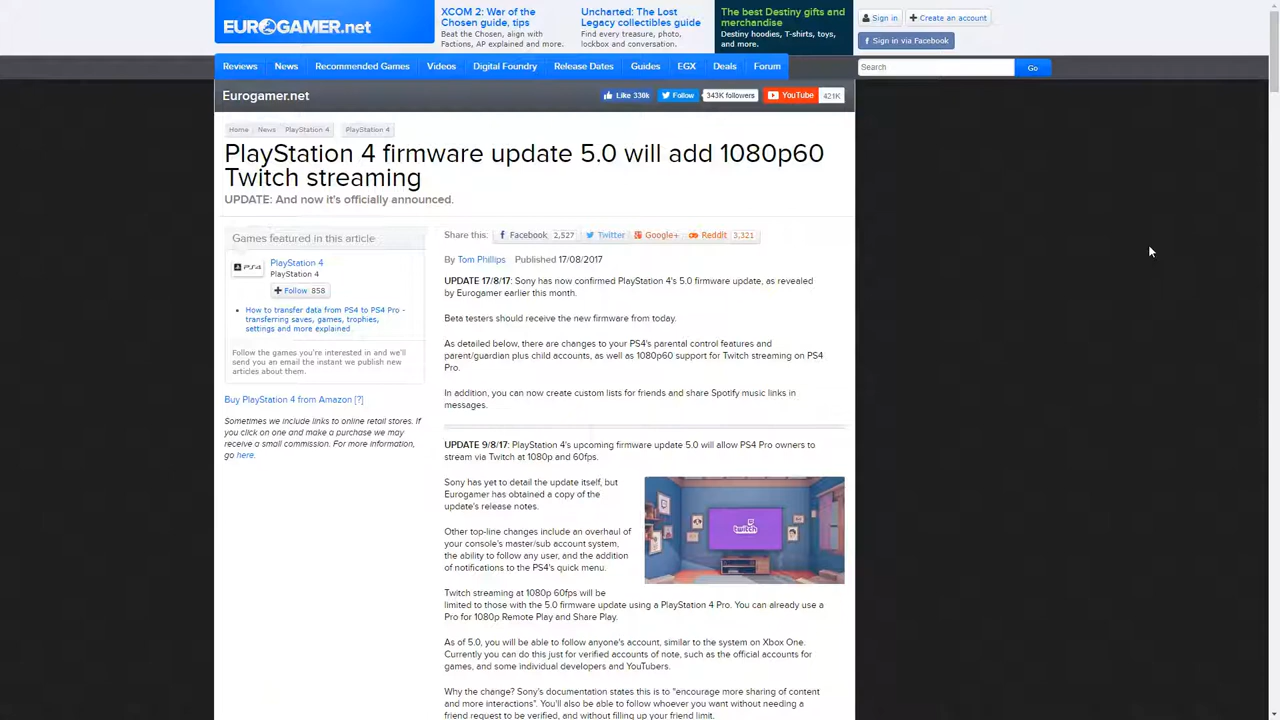 EUROGAMER.net
XCOM 2: War of the
Chosen guide, tips
Beat the Chosen, align with
Factions, AP explained and more.
Uncharted: The Lost
Legacy collectibles guide
Find every treasure, photo,
lockbox and conversation.
The best Destiny gifts and
merchandise
Destiny hoodies, T-shirts, toys,
and more.
Sign in
Create an account
Sign in via Facebook
Reviews
News
Recommended Games
Videos
Digital Foundry
Release Dates
Guides
EGX
Deals
Forum
Search
Go
Eurogamer.net
Like 338k
Follow
343K followers
YouTube
421K
Home
News
PlayStation 4
PlayStation 4
PlayStation 4 firmware update 5.0 will add 1080p60
Twitch streaming
UPDATE: And now it's officially announced.
Games featured in this article
PS4
PlayStation 4
PlayStation 4
Follow 858
How to transfer data from PS4 to PS4 Pro -
transferring saves, games, trophies,
settings and more explained
Follow the games you're interested in and we'll
send you an email the instant we publish new
articles about them.
Buy PlayStation 4 from Amazon [?]
Sometimes we include links to online retail stores. If
you click on one and make a purchase we may
receive a small commission. For more information,
go here.
Share this:
Facebook 2,527
Twitter
Google+
Reddit 3,321
By Tom Phillips Published 17/08/2017
UPDATE 17/8/17: Sony has now confirmed PlayStation 4's 5.0 firmware update, as revealed
by Eurogamer earlier this month.
Beta testers should receive the new firmware from today.
As detailed below, there are changes to your PS4's parental control features and
parent/guardian plus child accounts, as well as 1080p60 support for Twitch streaming on PS4
Pro.
In addition, you can now create custom lists for friends and share Spotify music links in
messages.
UPDATE 9/8/17: PlayStation 4's upcoming firmware update 5.0 will allow PS4 Pro owners to
stream via Twitch at 1080p and 60fps.
Sony has yet to detail the update itself, but
Eurogamer has obtained a copy of the
update's release notes.
Other top-line changes include an overhaul of
your console's master/sub account system,
the ability to follow any user, and the addition
of notifications to the PS4's quick menu.
twitch
Twitch streaming at 1080p 60fps will be
limited to those with the 5.0 firmware update using a PlayStation 4 Pro. You can already use a
Pro for 1080p Remote Play and Share Play.
As of 5.0, you will be able to follow anyone's account, similar to the system on Xbox One.
Currently you can do this just for verified accounts of note, such as the official accounts for
games, and some individual developers and YouTubers.
Why the change? Sony's documentation states this is to "encourage more sharing of content
and more interactions". You'll also be able to follow whoever you want without needing a
friend request to be verified, and without filling up your friend limit.